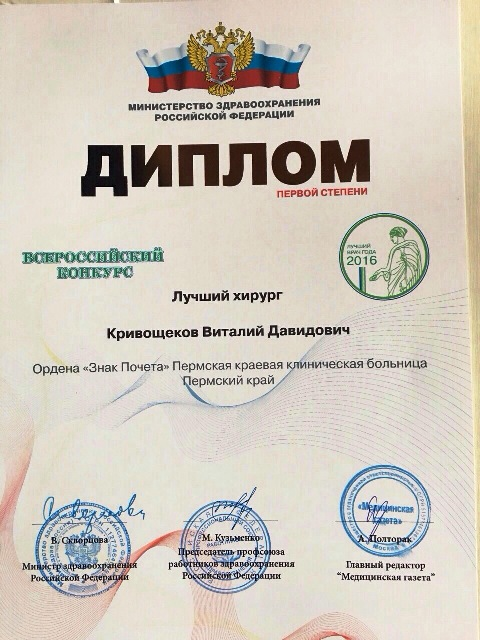 МИНИСТЕРСТВО ЗДРАВООХРАНЕНИЯ
РОССИЙСКОЙ ФЕДЕРАЦИИ
ДИПЛОМ
ПЕРВОЙ СТЕПЕНИ
ВСЕРОССИЙСКИЙ
КОНКУРС
ЛУЧШИЙ
ВРАЧ ГОДА
2016
Лучший хирург
Кривощеков Виталий Давидович
Ордена «Знак Почета» Пермская краевая клиническая больница
Пермский край
В. Скворцова
Министр здравоохранения
Российской Федерации
М. Кузьменко
Председатель профсоюза
работников здравоохранения
Российской Федерации
«Медицинская
газета»
А. Полторак
Главный редактор
"Медицинская газета"